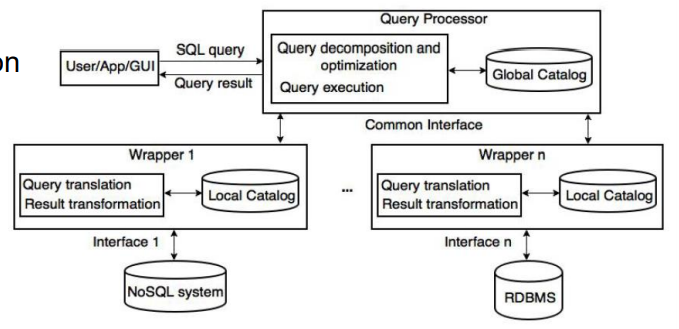 on
Query Processor
SQL query
User/App/GUI
Query result
Query decomposition and
optimization
Query execution
Global Catalog
Common Interface
Wrapper 1
Query translation
Result transformation
Local Catalog
...
Wrapper n
Query translation
Result transformation
Local Catalog
Interface 1
Interface n
NoSQL system
RDBMS